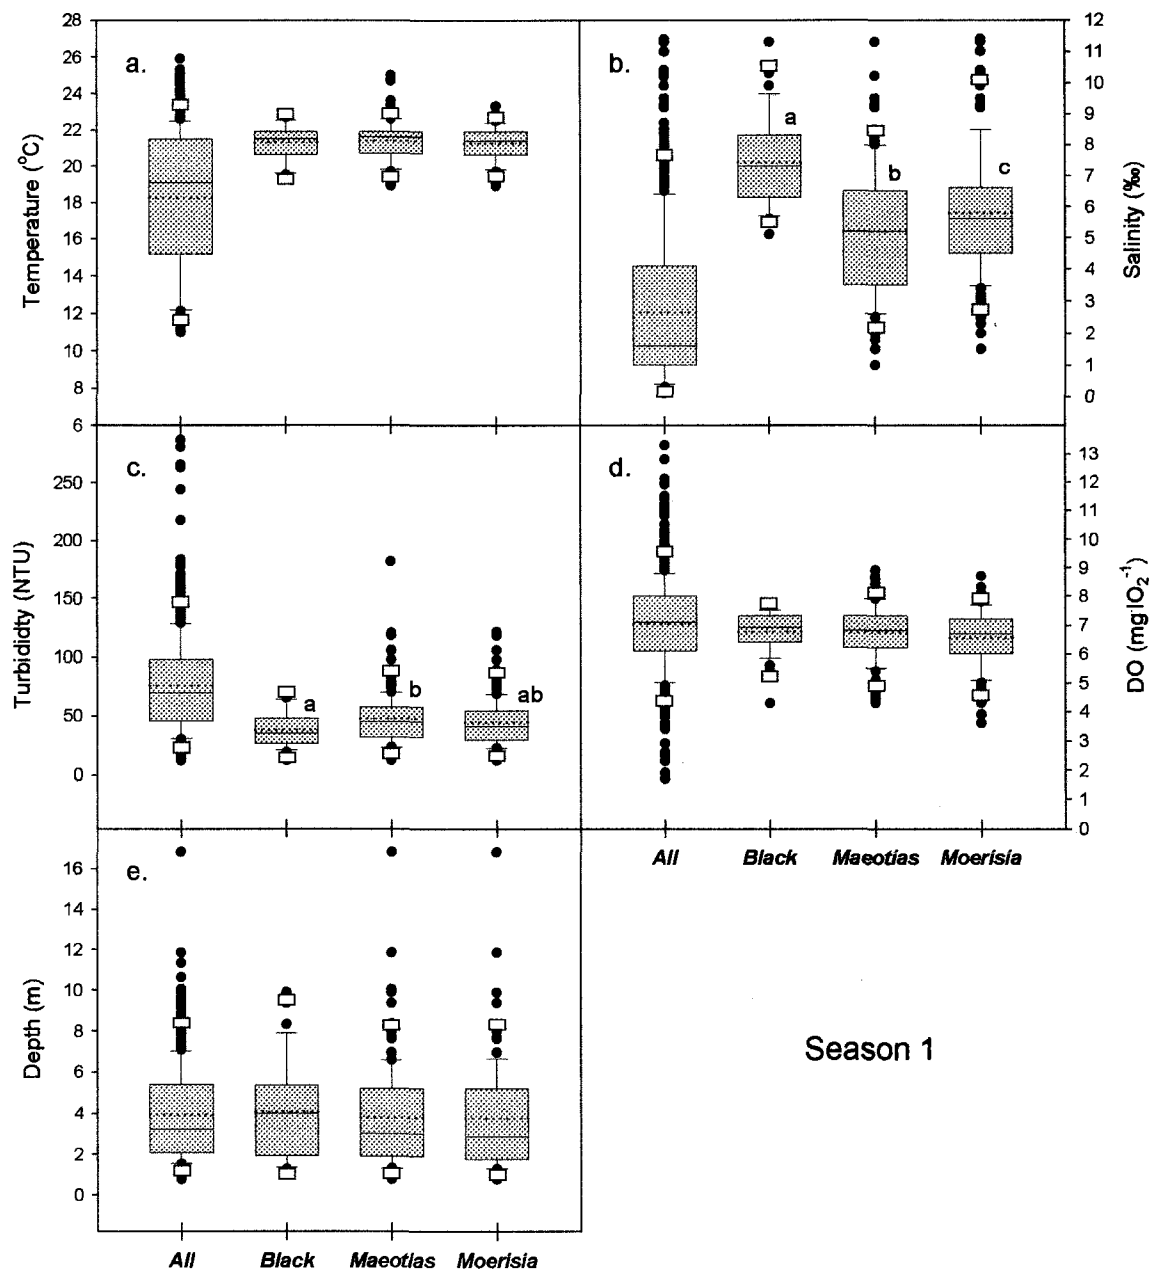 a.
Temperature (°C)
28
26
24
22
20
18
16
14
12
10
8
6
b.
a
b
c
Salinity (‰)
12
11
10
9
8
7
6
5
4
3
2
1
0
c.
Turbididty (NTU)
250
200
150
100
50
0
a
b
ab
d.
DO (mg·lO₂⁻¹)
13
12
11
10
9
8
7
6
5
4
3
2
1
0
All Black Maeotias Moerisia
e.
Depth (m)
16
14
12
10
8
6
4
2
0
All Black Maeotias Moerisia
Season 1